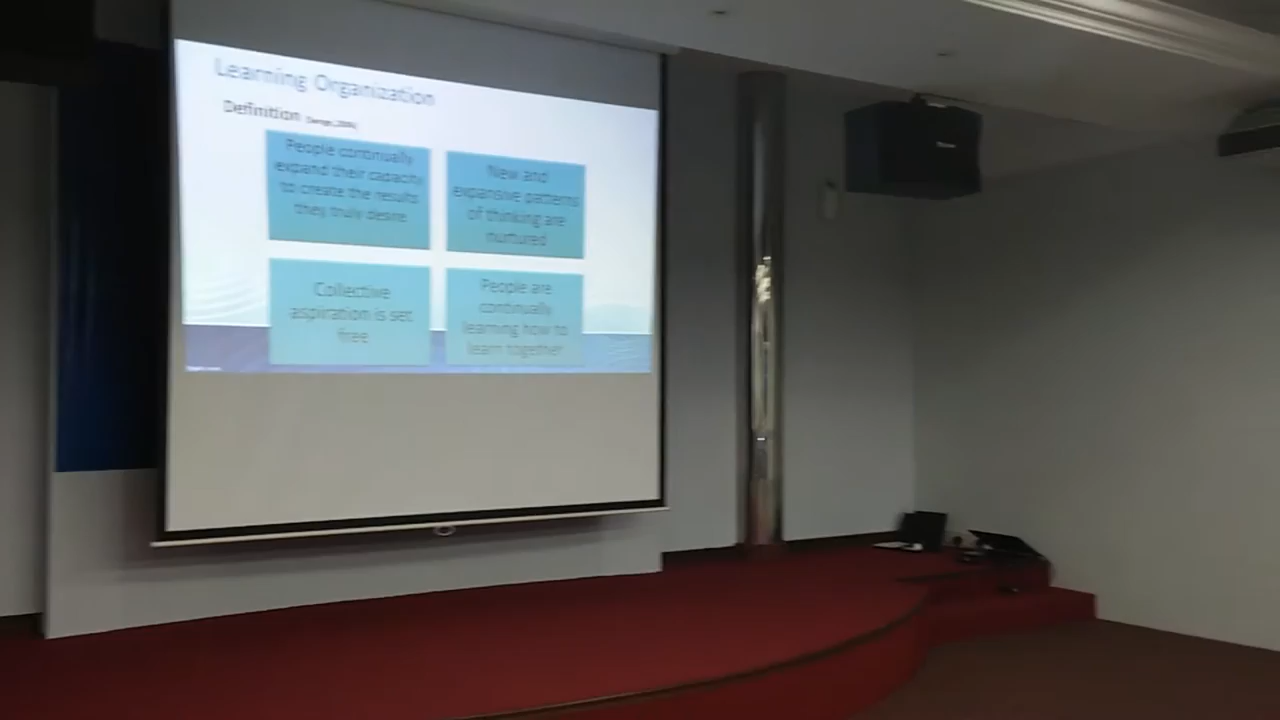 Learning Organization
Definition
People continually
expand their capacity
to create the results
they truly desire
New and
expansive patterns
of thinking are
nurtured
Collective
aspiration is set
free
People are
continually
learning how to
learn together